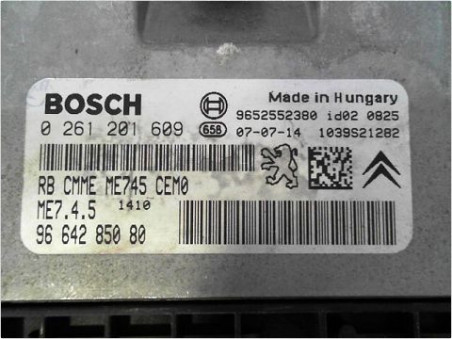 BOSCH
Made in Hungary
9652552380 id02 0825
0 261 201 609
658
07-07-14 1039S21282
RB CMME ME745 CEM0
ME7.4.5 1410
96 642 850 80